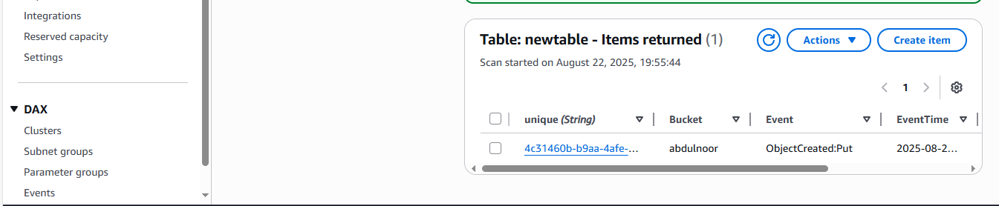 Integrations
Reserved capacity
Settings
DAX
Clusters
Subnet groups
Parameter groups
Events
Table: newtable - Items returned (1)
Actions
Create item
Scan started on August 22, 2025, 19:55:44
1
unique (String) Bucket Event EventTime
4c31460b-b9aa-4afe-... abdulnoor ObjectCreated:Put 2025-08-2...